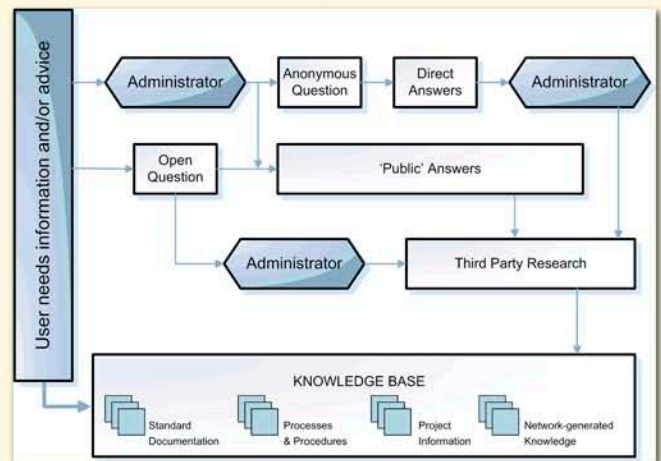 User needs information and/or advice
Administrator
Anonymous
Question
Direct
Answers
Administrator
Open
Question
'Public' Answers
Administrator
Third Party Research
KNOWLEDGE BASE
Standard
Documentation
Processes
& Procedures
Project
Information
Network-generated
Knowledge